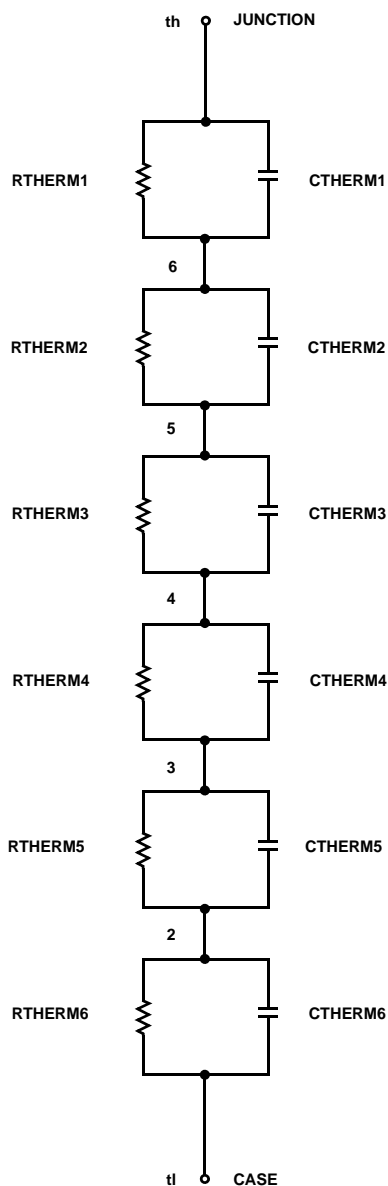 th JUNCTION
RTHERM1 CTHERM1
6
RTHERM2 CTHERM2
5
RTHERM3 CTHERM3
4
RTHERM4 CTHERM4
3
RTHERM5 CTHERM5
2
RTHERM6 CTHERM6
tl CASE